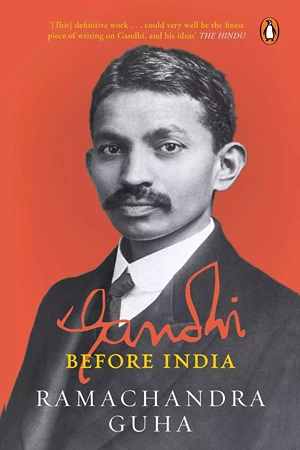 '[This] definitive work . . . could very well be the finest
piece of writing on Gandhi, and his ideas' THE HINDU
Gandhi
BEFORE INDIA
RAMACHANDRA
GUHA